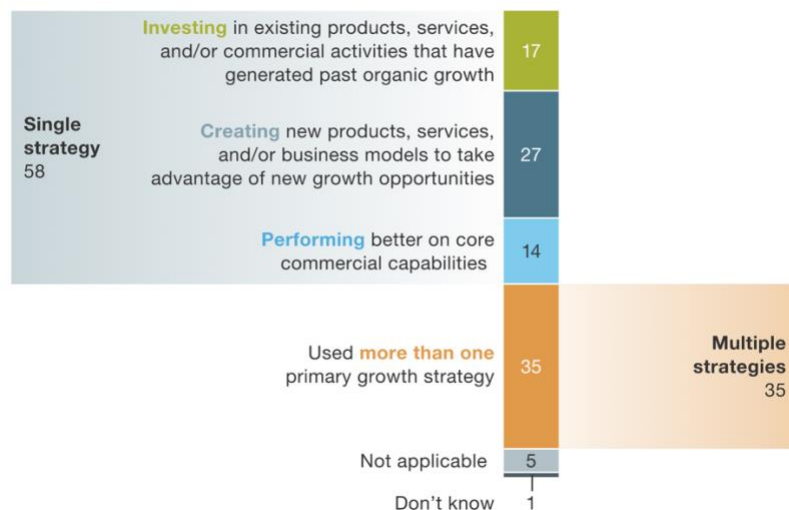 Investing in existing products, services,
and/or commercial activities that have
generated past organic growth
17
Single
strategy
58
Creating new products, services,
and/or business models to take
advantage of new growth opportunities
27
Performing better on core
commercial capabilities
14
Used more than one
primary growth strategy
35
Multiple
strategies
35
Not applicable
5
Don’t know
1